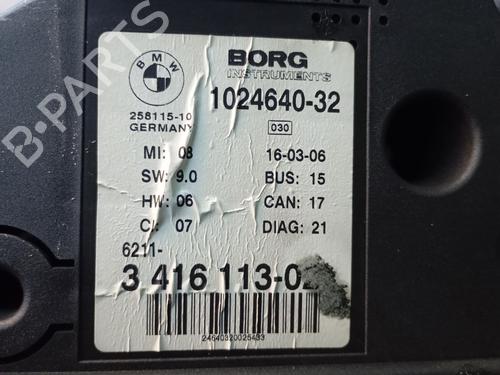 B-PARTS
BMW
BORG
INSTRUMENTS
1024640-32
258115-10
GERMANY
030
MI: 08
16-03-06
SW: 9.0
BUS: 15
HW: 06
CAN: 17
CI: 07
DIAG: 21
6211-
3 416 113-0
24640320025493